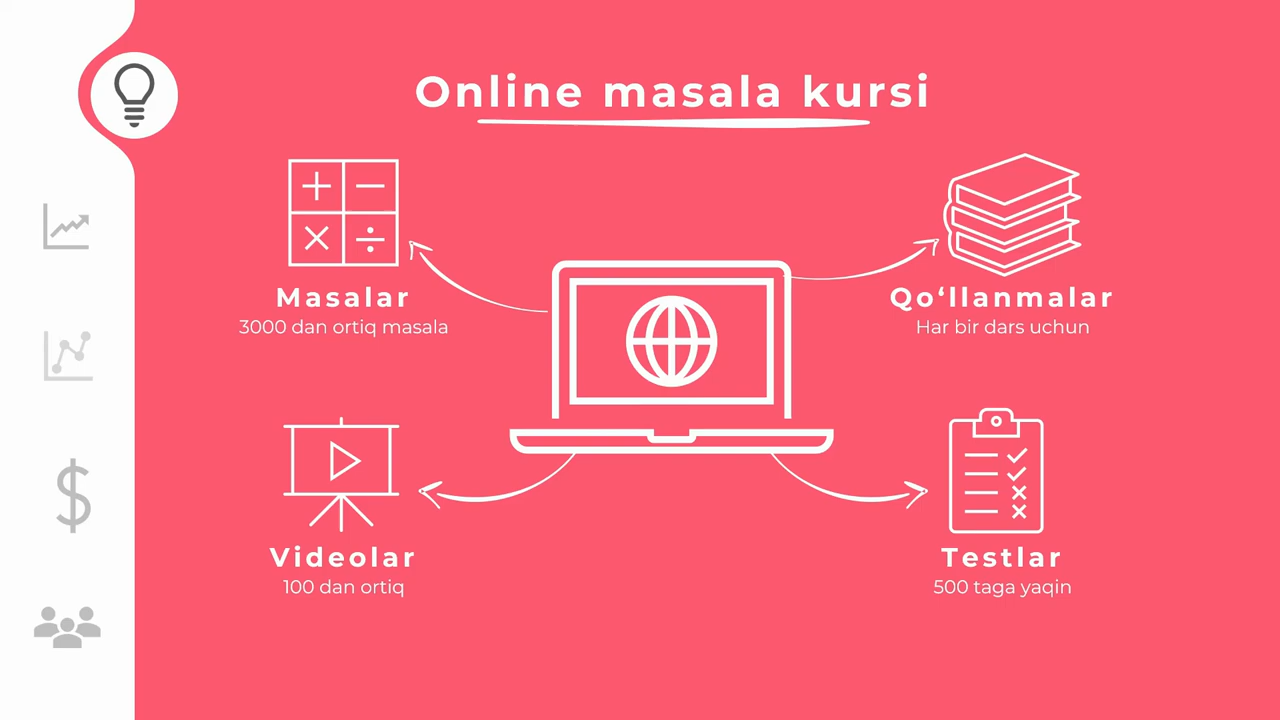 Online masala kursi
Masalar
3000 dan ortiq masala
Qo‘llanmalar
Har bir dars uchun
Videolar
100 dan ortiq
Testlar
500 taga yaqin